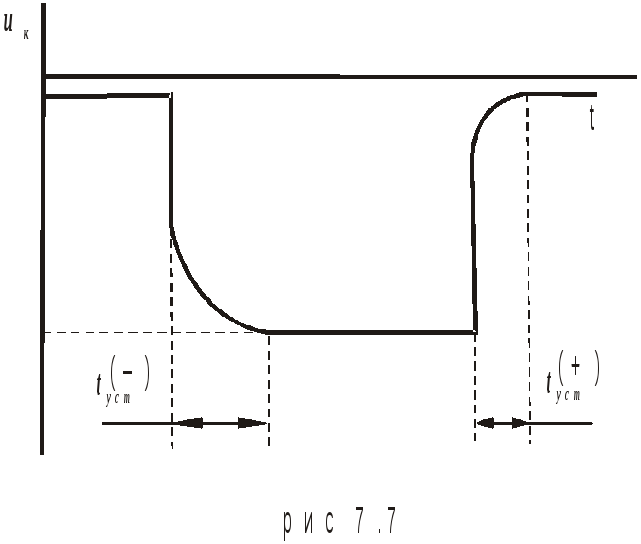 u к
t
t уст (−)
t уст (+)
рис 7.7